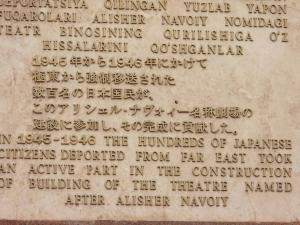 DEPORTATSIYA QILINGAN YUZLAB YAPON
FUQAROLARI ALISHER NAVOIY NOMIDAGI
TEATR BINOSINING QURILISHIGA O'Z
HISSALARINI QO'SHGANLAR
1945年から1946年にかけて
極東から強制移送された
数百名の日本国民が、
このアリシェル・ナヴォイー名称劇場の
建設に参加し、その完成に貢献した。
IN 1945-1946 THE HUNDREDS OF JAPANESE
CITIZENS DEPORTED FROM FAR EAST TOOK
AN ACTIVE PART IN THE CONSTRUCTION
OF BUILDING OF THE THEATRE NAMED
AFTER ALISHER NAVOIY